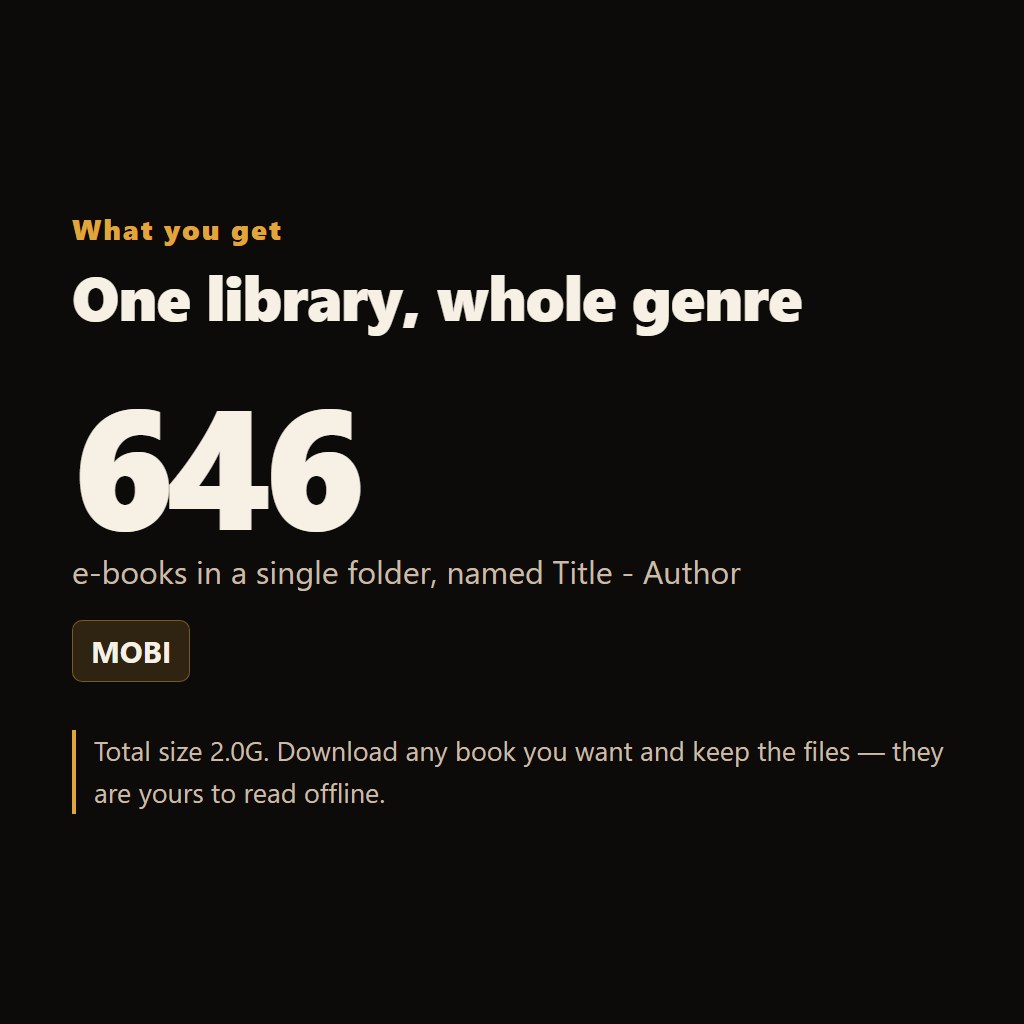 What you get
One library, whole genre
646
e-books in a single folder, named Title - Author
MOBI
Total size 2.0G. Download any book you want and keep the files — they
are yours to read offline.